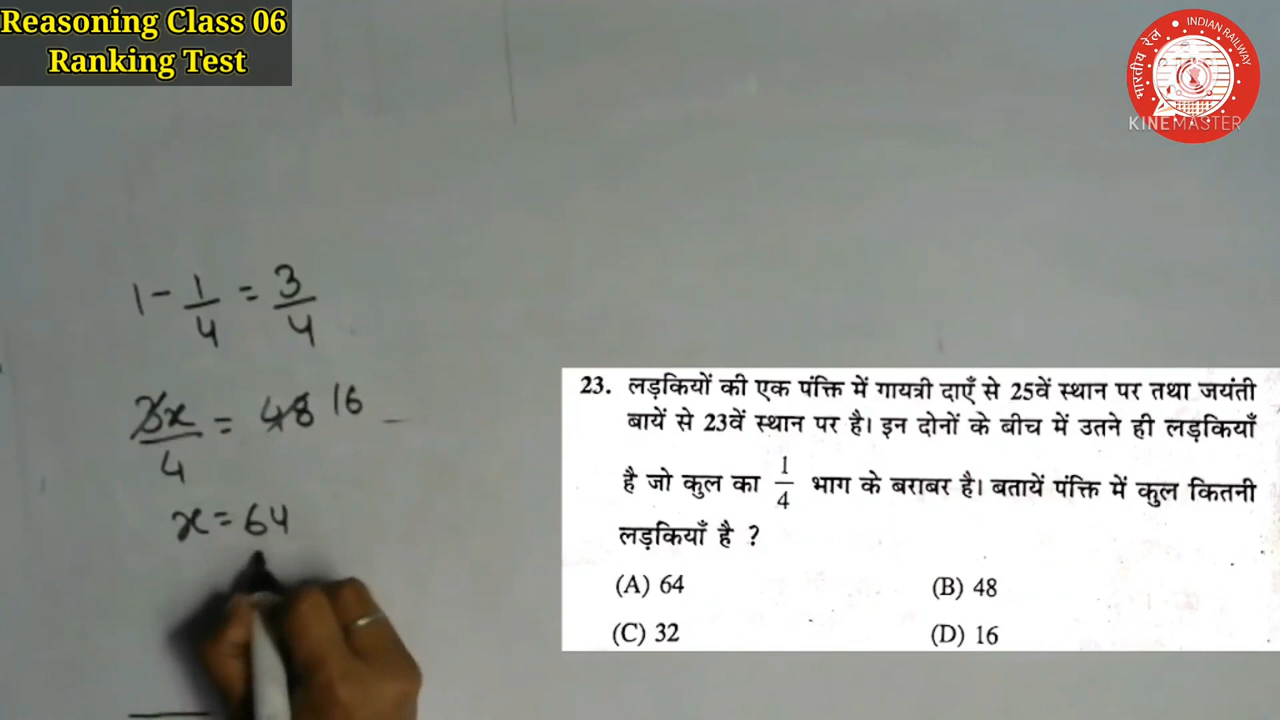 Reasoning Class 06
Ranking Test
भारतीय रेल
INDIAN RAILWAY
KINEMASTER
1 - 1/4 = 3/4
3x/4 = 48 16
x = 64
23. लड़कियों की एक पंक्ति में गायत्री दाएँ से 25वें स्थान पर तथा जयंती
बायें से 23वें स्थान पर है। इन दोनों के बीच में उतने ही लड़कियाँ
है जो कुल का 1/4 भाग के बराबर है। बतायें पंक्ति में कुल कितनी
लड़कियाँ है ?
(A) 64 (B) 48
(C) 32 (D) 16